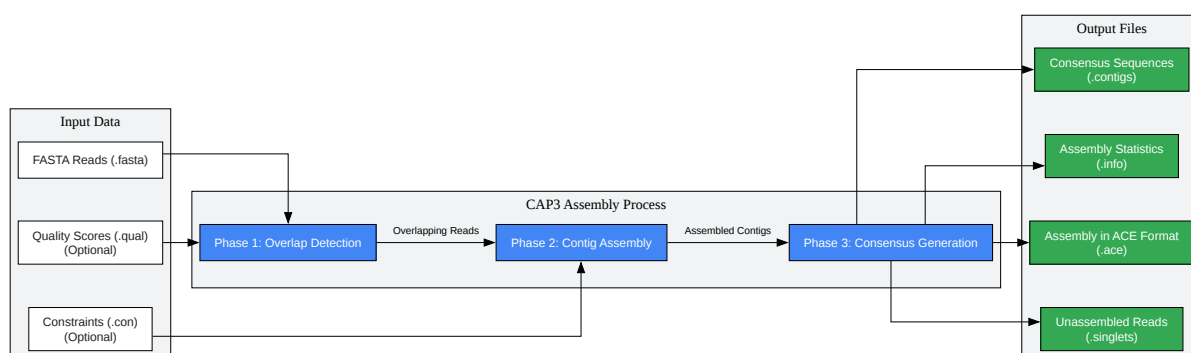 Input Data
FASTA Reads (.fasta)
Quality Scores (.qual)
(Optional)
Constraints (.con)
(Optional)
CAP3 Assembly Process
Phase 1: Overlap Detection
Overlapping Reads
Phase 2: Contig Assembly
Assembled Contigs
Phase 3: Consensus Generation
Output Files
Consensus Sequences
(.contigs)
Assembly Statistics
(.info)
Assembly in ACE Format
(.ace)
Unassembled Reads
(.singlets)